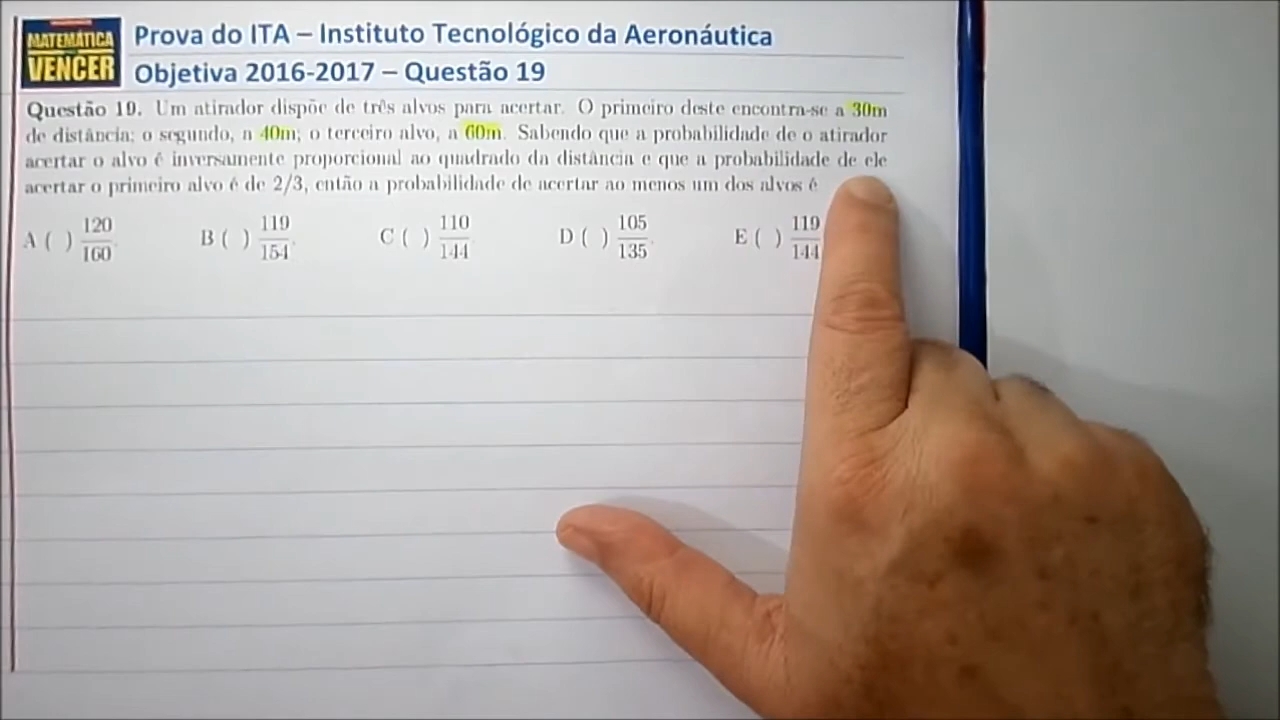 MATEMÁTICA
VENCER
Prova do ITA – Instituto Tecnológico da Aeronáutica
Objetiva 2016-2017 – Questão 19
Questão 19. Um atirador dispõe de três alvos para acertar. O primeiro deste encontra-se a 30m
de distância; o segundo, a 40m; o terceiro alvo, a 60m. Sabendo que a probabilidade de o atirador
acertar o alvo é inversamente proporcional ao quadrado da distância e que a probabilidade de ele
acertar o primeiro alvo é de 2/3, então a probabilidade de acertar ao menos um dos alvos é
A ( ) 120/160. B ( ) 119/154. C ( ) 110/144. D ( ) 105/135. E ( ) 119/144